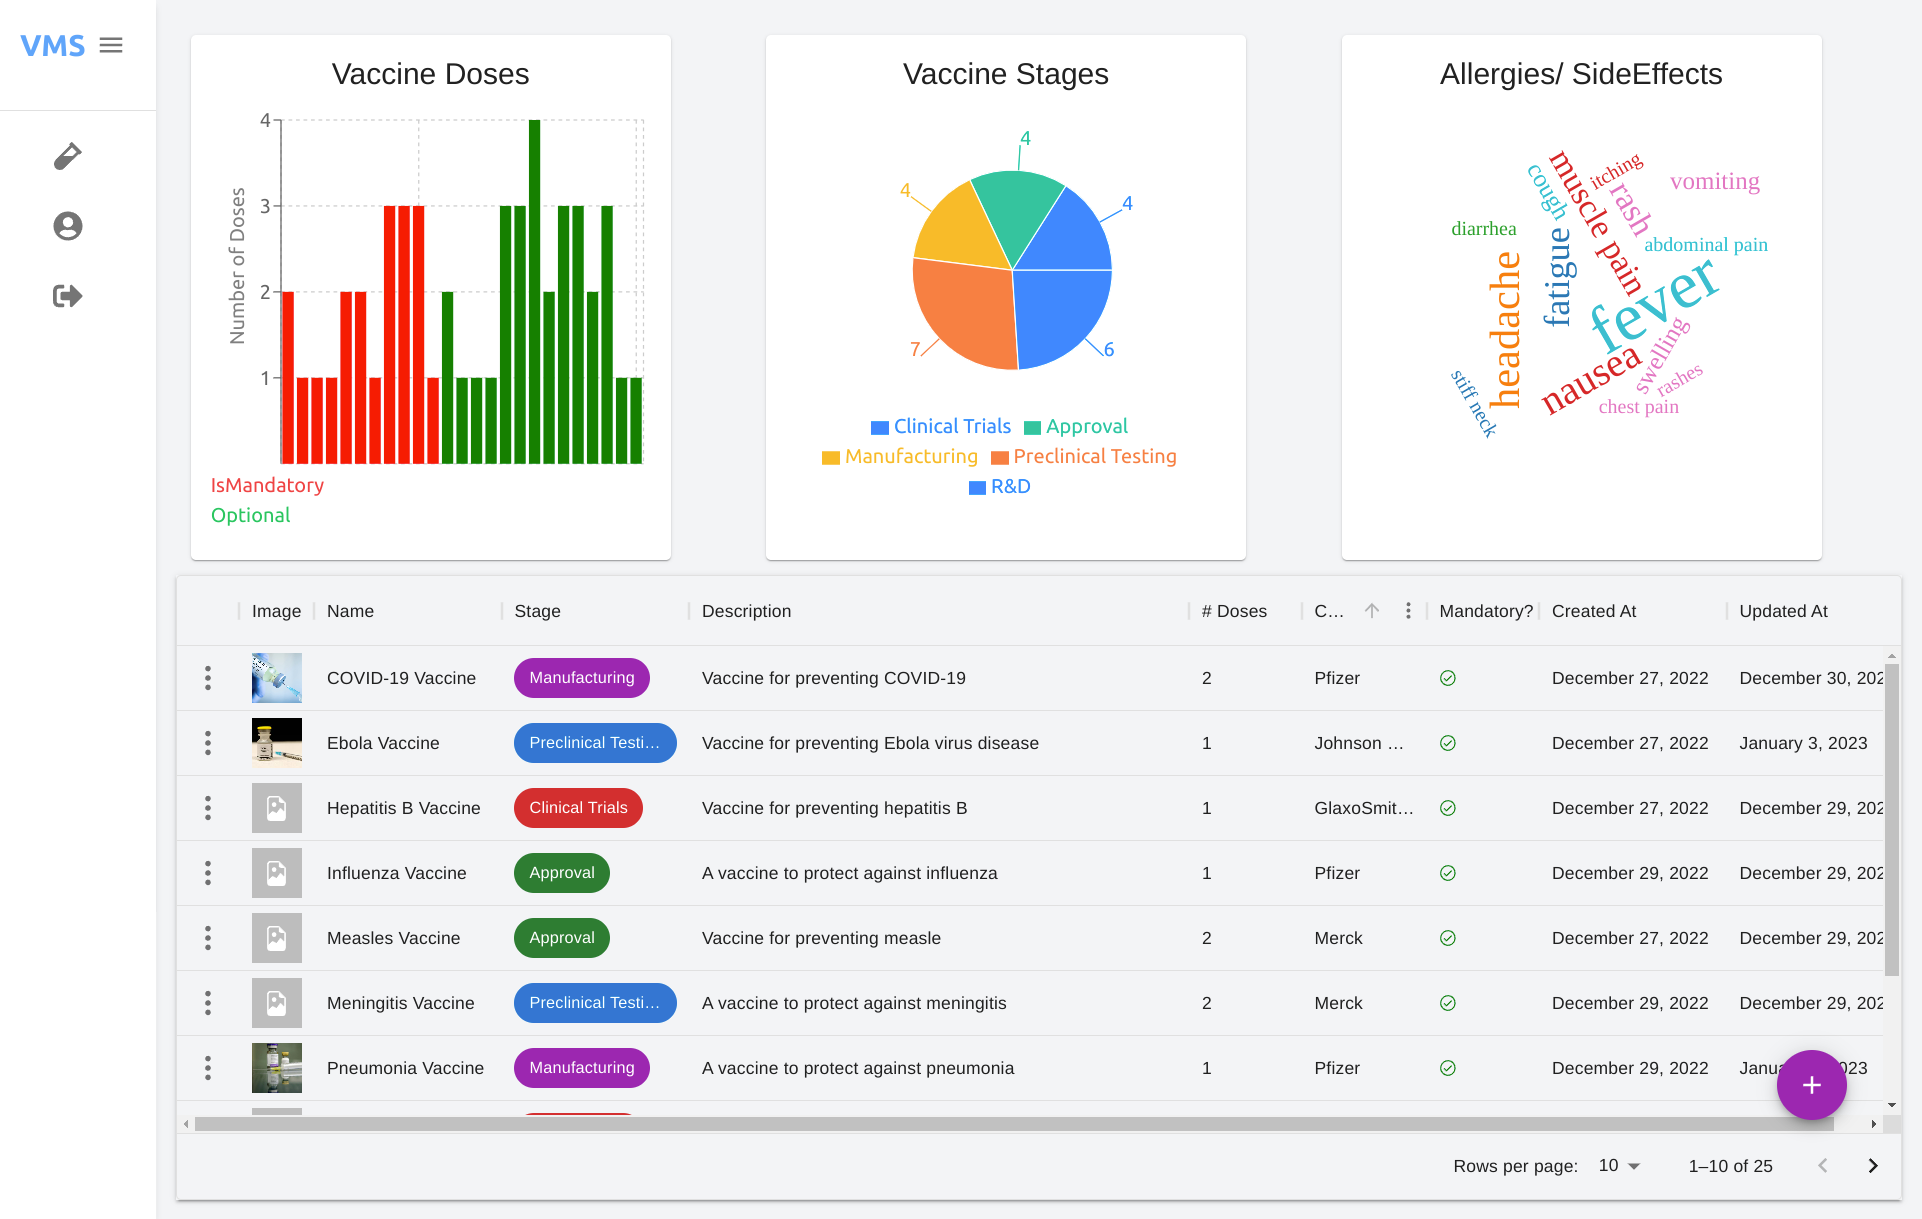 VMS
Vaccine Doses
4
3
2
1
Number of Doses
IsMandatory
Optional
Vaccine Stages
4
4
4
7
6
Clinical Trials Approval
Manufacturing Preclinical Testing
R&D
Allergies/ SideEffects
muscle pain
itching
cough
rash
vomiting
diarrhea
fatigue
abdominal pain
headache
fever
swelling
nausea
rashes
stiff neck
chest pain
Image Name Stage Description # Doses C... Mandatory? Created At Updated At
COVID-19 Vaccine Manufacturing Vaccine for preventing COVID-19 2 Pfizer December 27, 2022 December 30, 202
Ebola Vaccine Preclinical Testi... Vaccine for preventing Ebola virus disease 1 Johnson ... December 27, 2022 January 3, 2023
Hepatitis B Vaccine Clinical Trials Vaccine for preventing hepatitis B 1 GlaxoSmit... December 27, 2022 December 29, 202
Influenza Vaccine Approval A vaccine to protect against influenza 1 Pfizer December 29, 2022 December 29, 202
Measles Vaccine Approval Vaccine for preventing measle 2 Merck December 27, 2022 December 29, 202
Meningitis Vaccine Preclinical Testi... A vaccine to protect against meningitis 2 Merck December 29, 2022 December 29, 202
Pneumonia Vaccine Manufacturing A vaccine to protect against pneumonia 1 Pfizer December 29, 2022 Janua 023
Rows per page: 10 1–10 of 25